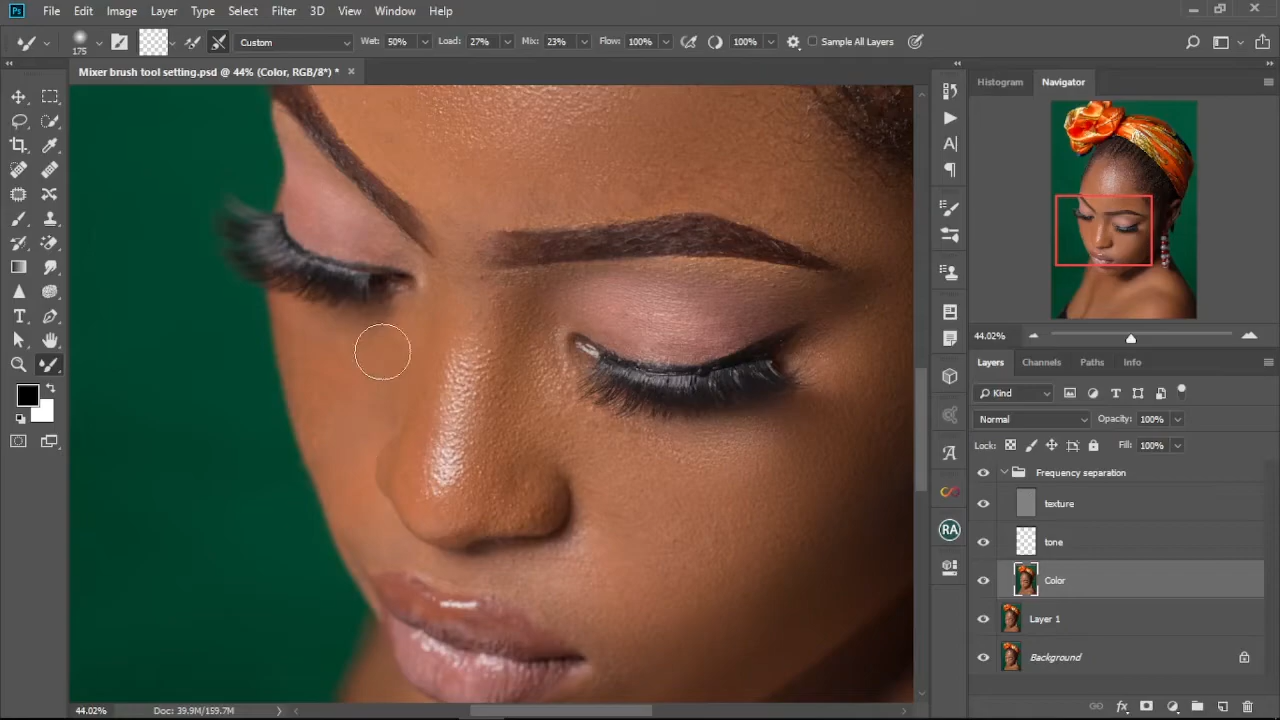 Ps File Edit Image Layer Type Select Filter 3D View Window Help
175 Custom Wet: 50% Load: 27% Mix: 23% Flow: 100% 100% Sample All Layers
Mixer brush tool setting.psd @ 44% (Color, RGB/8*) *
Histogram Navigator
44.02%
Layers Channels Paths Info
Kind
Normal Opacity: 100%
Lock: Fill: 100%
Frequency separation
texture
tone
Color
RA
Layer 1
Background
44.02% Doc: 39.9M/159.7M
fx